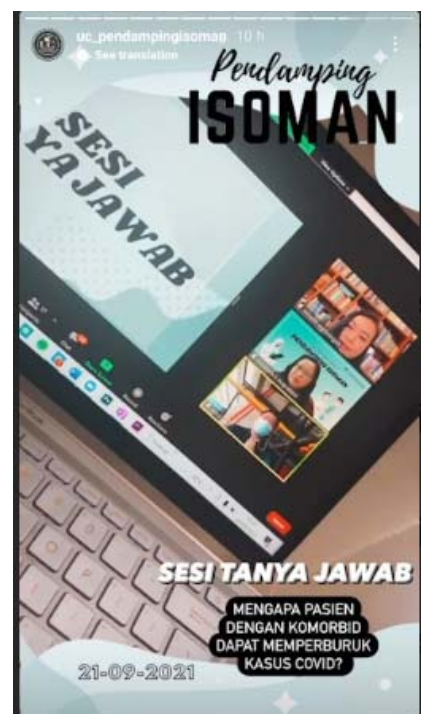 uc_pendampingisoman 10 h
See translation
Pendamping
ISOMAN
SESI
YA JAWAB
SESI TANYA JAWAB
MENGAPA PASIEN
DENGAN KOMORBID
DAPAT MEMPERBURUK
KASUS COVID?
21-09-2021